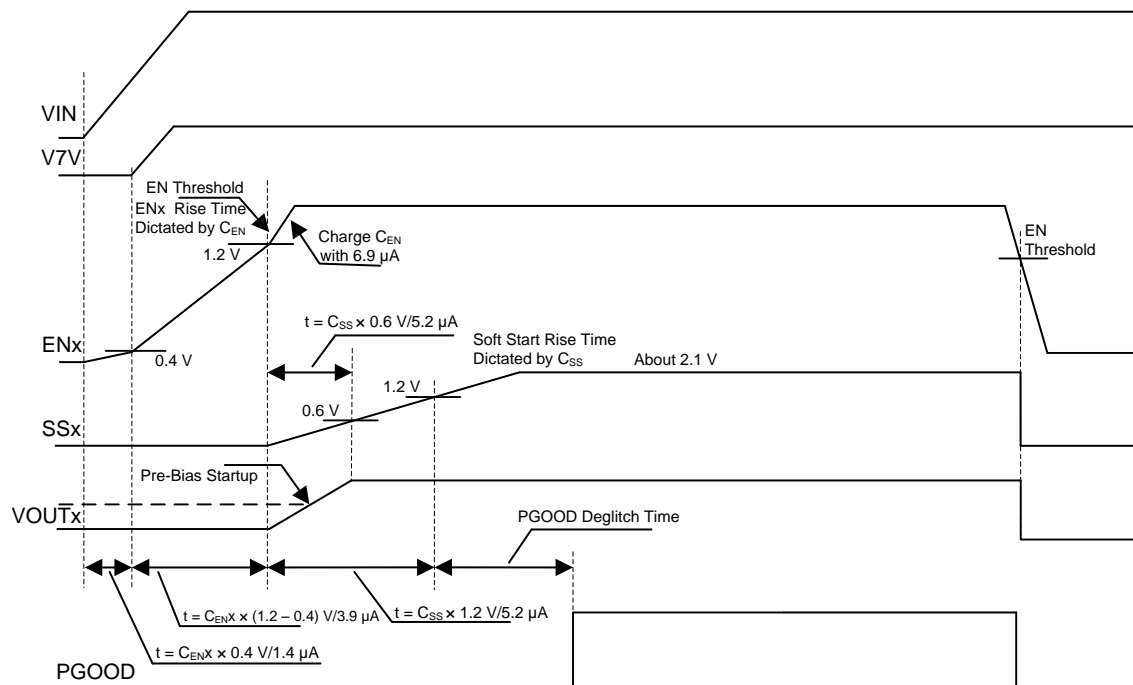 VIN
V7V
EN Threshold
ENx Rise Time
Dictated by CEN
1.2 V
Charge CEN
with 6.9 µA
EN
Threshold
ENx
0.4 V
t = CSS × 0.6 V/5.2 µA
Soft Start Rise Time
Dictated by CSS
About 2.1 V
1.2 V
0.6 V
SSx
Pre-Bias Startup
VOUTx
PGOOD Deglitch Time
t = CENx × (1.2 – 0.4) V/3.9 µA
t = CSS × 1.2 V/5.2 µA
t = CENx × 0.4 V/1.4 µA
PGOOD